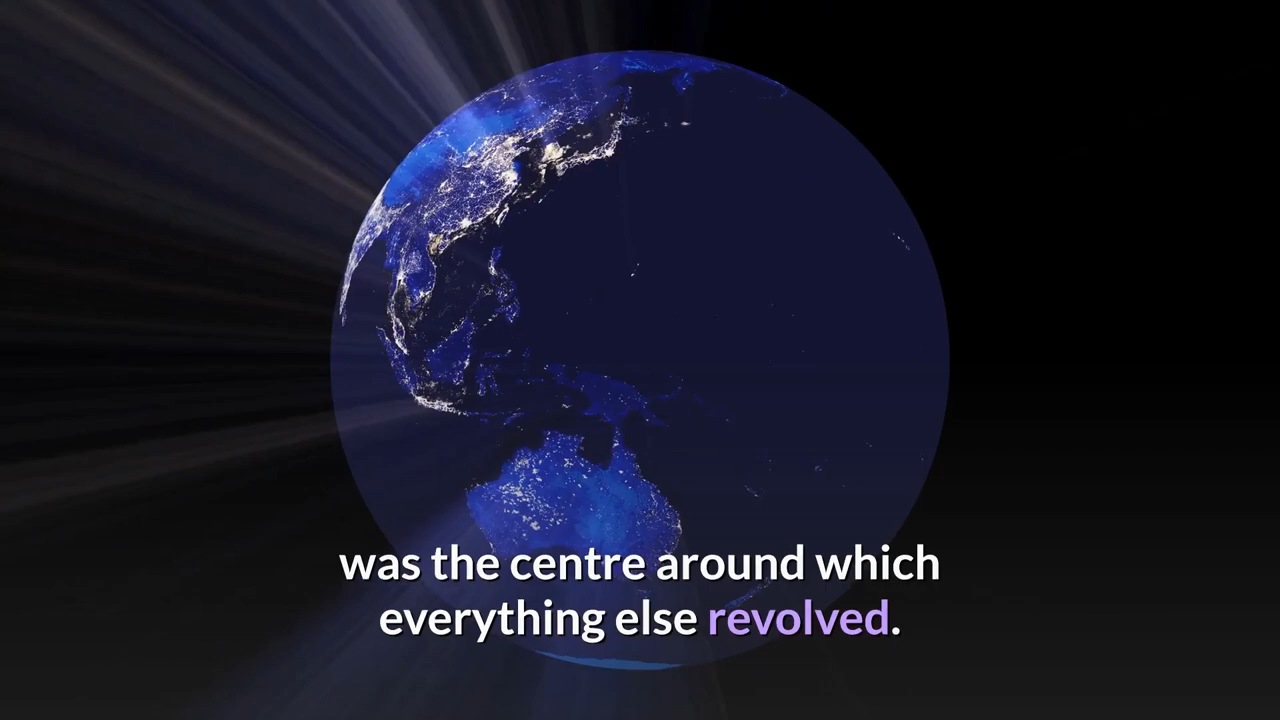 was the centre around which
everything else revolved.